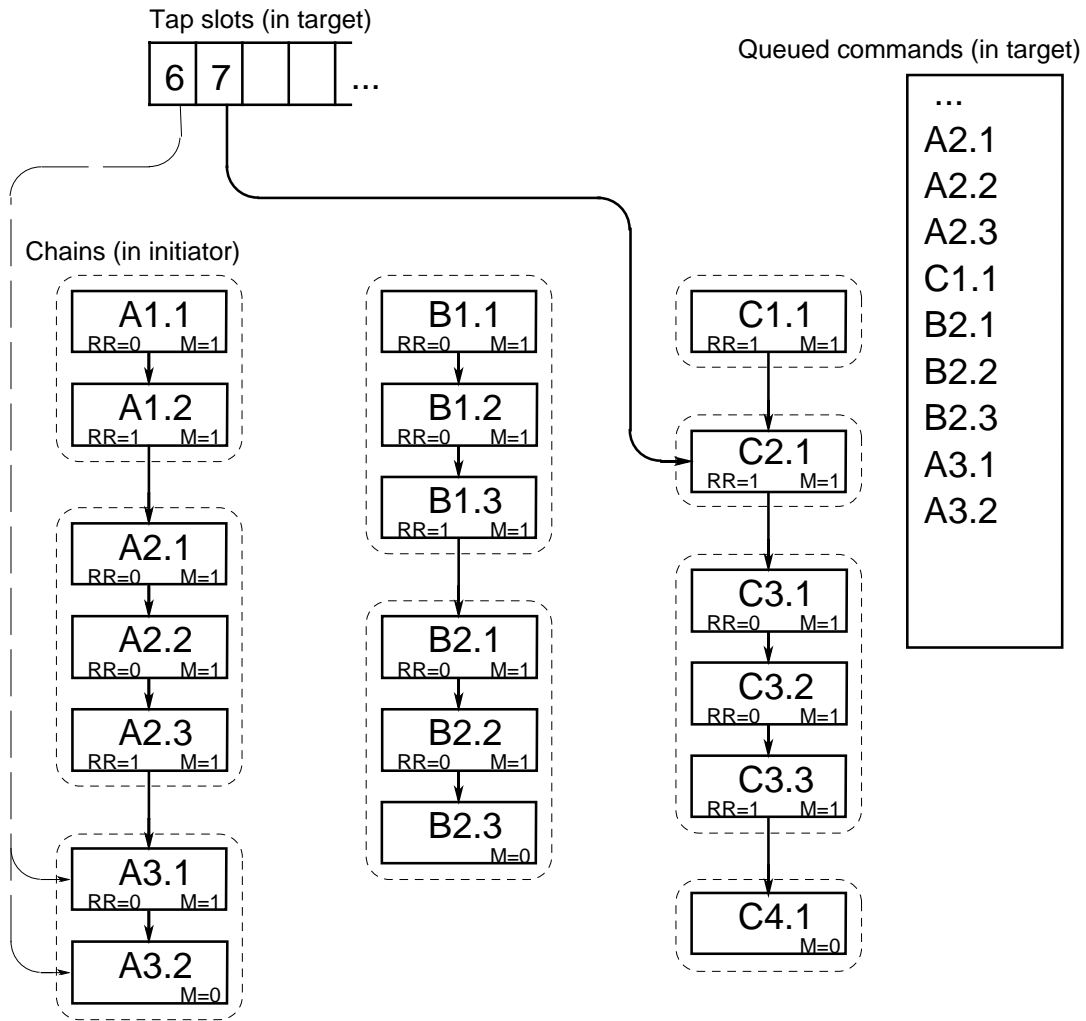 Tap slots (in target)
6 7 ...
Queued commands (in target)
...
A2.1
A2.2
A2.3
C1.1
B2.1
B2.2
B2.3
A3.1
A3.2
Chains (in initiator)
A1.1
RR=0 M=1
A1.2
RR=1 M=1
A2.1
RR=0 M=1
A2.2
RR=0 M=1
A2.3
RR=1 M=1
A3.1
RR=0 M=1
A3.2
M=0
B1.1
RR=0 M=1
B1.2
RR=0 M=1
B1.3
RR=1 M=1
B2.1
RR=0 M=1
B2.2
RR=0 M=1
B2.3
M=0
C1.1
RR=1 M=1
C2.1
RR=1 M=1
C3.1
RR=0 M=1
C3.2
RR=0 M=1
C3.3
RR=1 M=1
C4.1
M=0